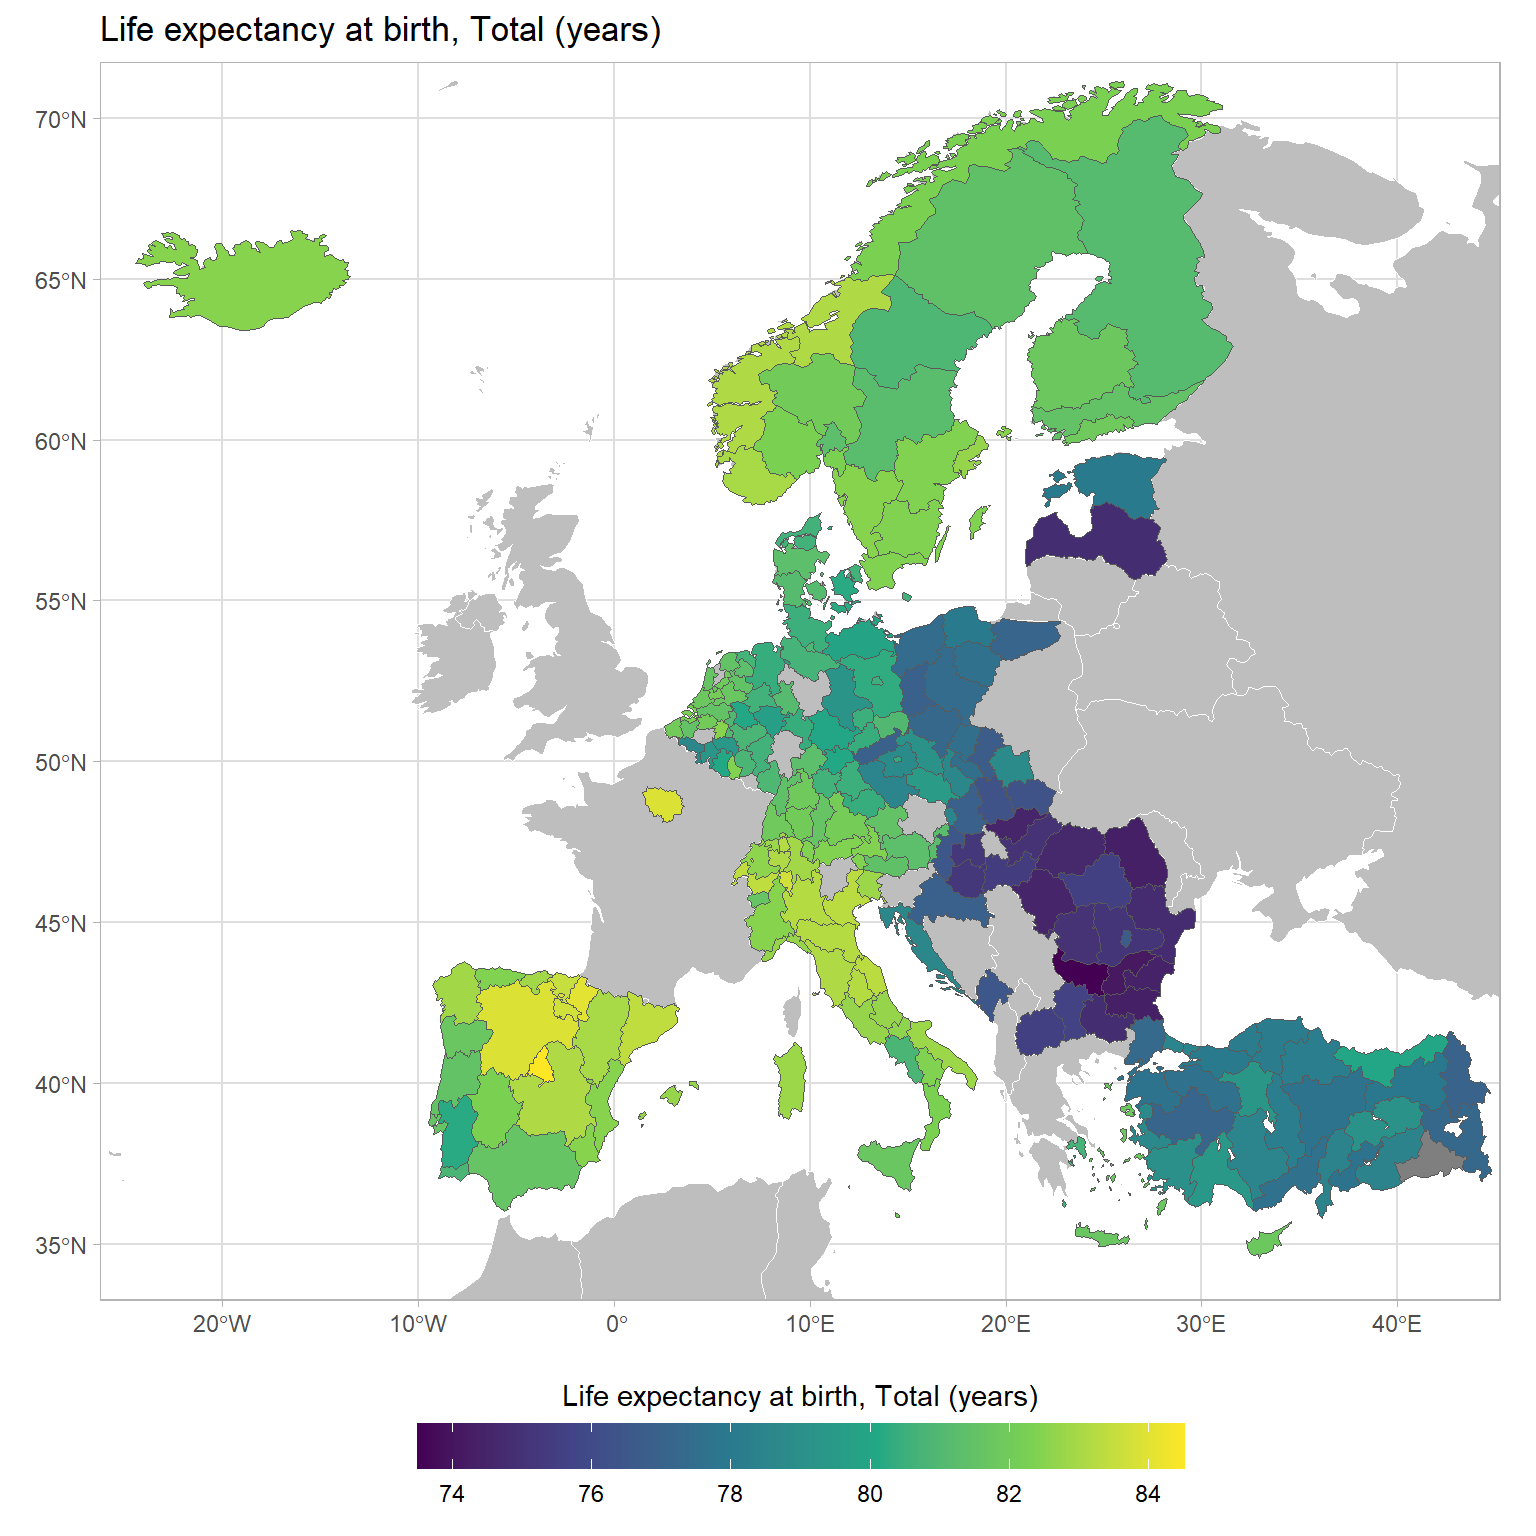 Life expectancy at birth, Total (years)
70°N
65°N
60°N
55°N
50°N
45°N
40°N
35°N
20°W 10°W 0° 10°E 20°E 30°E 40°E
Life expectancy at birth, Total (years)
74 76 78 80 82 84